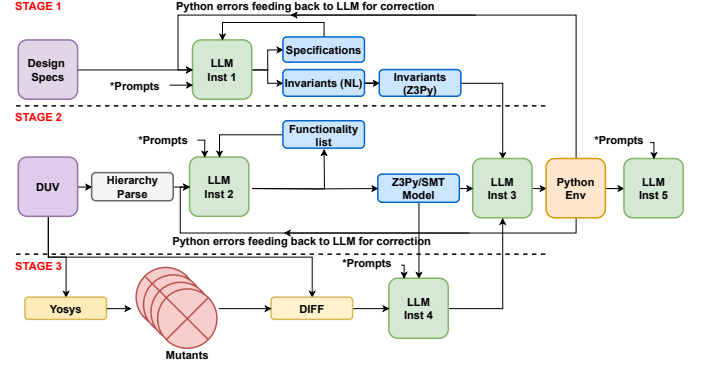 STAGE 1
Python errors feeding back to LLM for correction
Design
Specs
*Prompts
LLM
Inst 1
Specifications
Invariants (NL)
Invariants
(Z3Py)
STAGE 2
*Prompts
Functionality
list
*Prompts
DUV
Hierarchy
Parse
LLM
Inst 2
Z3Py/SMT
Model
LLM
Inst 3
Python
Env
LLM
Inst 5
Python errors feeding back to LLM for correction
STAGE 3
*Prompts
Yosys
Mutants
DIFF
LLM
Inst 4